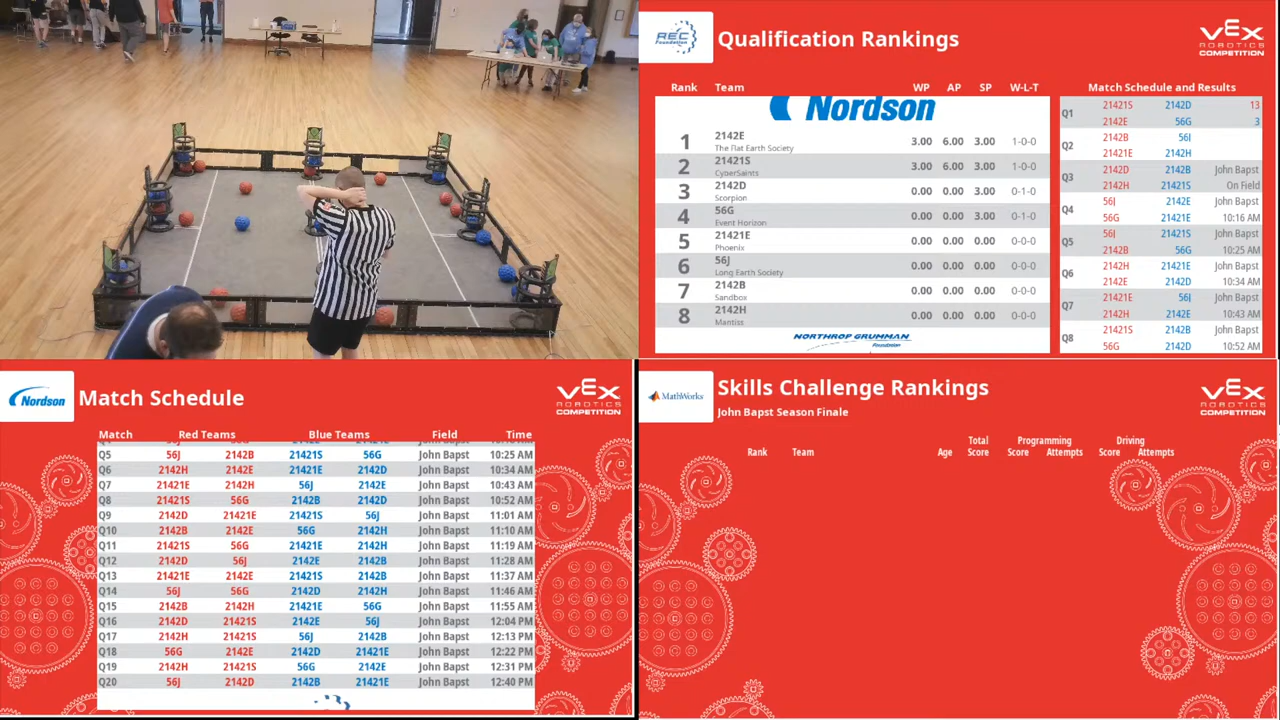 REC Foundation
Qualification Rankings
VEX ROBOTICS COMPETITION
Rank Team WP AP SP W-L-T
Nordson
1 2142E 3.00 6.00 3.00 1-0-0
The Flat Earth Society
2 21421S 3.00 6.00 3.00 1-0-0
CyberSaints
3 2142D 0.00 0.00 3.00 0-1-0
Scorpion
4 56G 0.00 0.00 3.00 0-1-0
Event Horizon
5 21421E 0.00 0.00 0.00 0-0-0
Phoenix
6 56J 0.00 0.00 0.00 0-0-0
Long Earth Society
7 2142B 0.00 0.00 0.00 0-0-0
Sandbox
8 2142H 0.00 0.00 0.00 0-0-0
Mantiss
NORTHROP GRUMMAN
Foundation
Match Schedule and Results
Q1 21421S 2142D 13
2142E 56G 3
Q2 2142B 56J
21421E 2142H
Q3 2142D 2142B John Bapst
2142H 21421S On Field
Q4 56J 2142E John Bapst
56G 21421E 10:16 AM
Q5 56J 21421S John Bapst
2142B 56G 10:25 AM
Q6 2142H 21421E John Bapst
2142E 2142D 10:34 AM
Q7 21421E 56J John Bapst
2142H 2142E 10:43 AM
Q8 21421S 2142B John Bapst
56G 2142D 10:52 AM
Nordson
Match Schedule
VEX ROBOTICS COMPETITION
Match Red Teams Blue Teams Field Time
Q5 56J 2142B 21421S 56G John Bapst 10:25 AM
Q6 2142H 2142E 21421E 2142D John Bapst 10:34 AM
Q7 21421E 2142H 56J 2142E John Bapst 10:43 AM
Q8 21421S 56G 2142B 2142D John Bapst 10:52 AM
Q9 2142D 21421E 21421S 56J John Bapst 11:01 AM
Q10 2142B 2142E 56G 2142H John Bapst 11:10 AM
Q11 21421S 56G 21421E 2142H John Bapst 11:19 AM
Q12 2142D 56J 2142E 2142B John Bapst 11:28 AM
Q13 21421E 2142E 21421S 2142B John Bapst 11:37 AM
Q14 56J 56G 2142D 2142H John Bapst 11:46 AM
Q15 2142B 2142H 21421E 56G John Bapst 11:55 AM
Q16 2142D 21421S 2142E 56J John Bapst 12:04 PM
Q17 2142H 21421S 56J 2142B John Bapst 12:13 PM
Q18 56G 2142E 2142D 21421E John Bapst 12:22 PM
Q19 2142H 21421S 56G 2142E John Bapst 12:31 PM
Q20 56J 2142D 2142B 21421E John Bapst 12:40 PM
MathWorks
Skills Challenge Rankings
John Bapst Season Finale
VEX ROBOTICS COMPETITION
Total Programming Driving
Rank Team Age Score Score Attempts Score Attempts